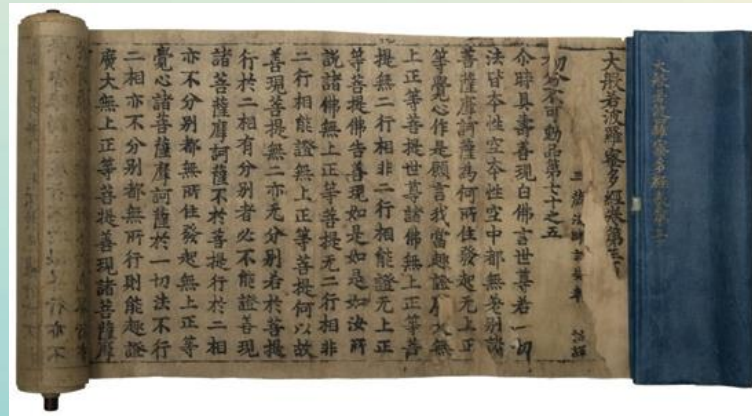 大般若波羅蜜多經卷第三
三藏法師玄奘奉 詔譯
初分不可動品第七十之五
尒時具壽善現白佛言世尊若一切
法皆本性空本性空中都無差別諸
菩薩摩訶薩為何所住發起无上正
等覺心作是願言我當趣證廣大無
上正等菩提世尊諸佛無上正等菩
提無二行相非二行相能證无上正
等菩提佛告善現如是如是如汝所
說諸佛無上正等菩提无二行相非
二行相能證無上正等菩提何以故
善現菩提無二亦无分別若於菩提
行於二相有分別者必不能證善現
諸菩薩摩訶薩不於菩提行於二相
亦不分別都無所住發起無上正等
覺心諸菩薩摩訶薩於一切法不行
二相亦不分別都無所行則能趣證
廣大無上正等菩提善現諸菩薩摩